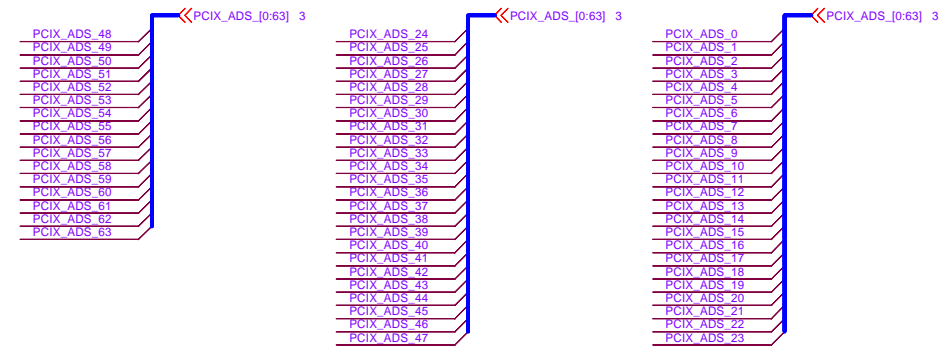 PCIX_ADS_[0:63] 3
PCIX_ADS_48
PCIX_ADS_49
PCIX_ADS_50
PCIX_ADS_51
PCIX_ADS_52
PCIX_ADS_53
PCIX_ADS_54
PCIX_ADS_55
PCIX_ADS_56
PCIX_ADS_57
PCIX_ADS_58
PCIX_ADS_59
PCIX_ADS_60
PCIX_ADS_61
PCIX_ADS_62
PCIX_ADS_63
PCIX_ADS_[0:63] 3
PCIX_ADS_24
PCIX_ADS_25
PCIX_ADS_26
PCIX_ADS_27
PCIX_ADS_28
PCIX_ADS_29
PCIX_ADS_30
PCIX_ADS_31
PCIX_ADS_32
PCIX_ADS_33
PCIX_ADS_34
PCIX_ADS_35
PCIX_ADS_36
PCIX_ADS_37
PCIX_ADS_38
PCIX_ADS_39
PCIX_ADS_40
PCIX_ADS_41
PCIX_ADS_42
PCIX_ADS_43
PCIX_ADS_44
PCIX_ADS_45
PCIX_ADS_46
PCIX_ADS_47
PCIX_ADS_[0:63] 3
PCIX_ADS_0
PCIX_ADS_1
PCIX_ADS_2
PCIX_ADS_3
PCIX_ADS_4
PCIX_ADS_5
PCIX_ADS_6
PCIX_ADS_7
PCIX_ADS_8
PCIX_ADS_9
PCIX_ADS_10
PCIX_ADS_11
PCIX_ADS_12
PCIX_ADS_13
PCIX_ADS_14
PCIX_ADS_15
PCIX_ADS_16
PCIX_ADS_17
PCIX_ADS_18
PCIX_ADS_19
PCIX_ADS_20
PCIX_ADS_21
PCIX_ADS_22
PCIX_ADS_23